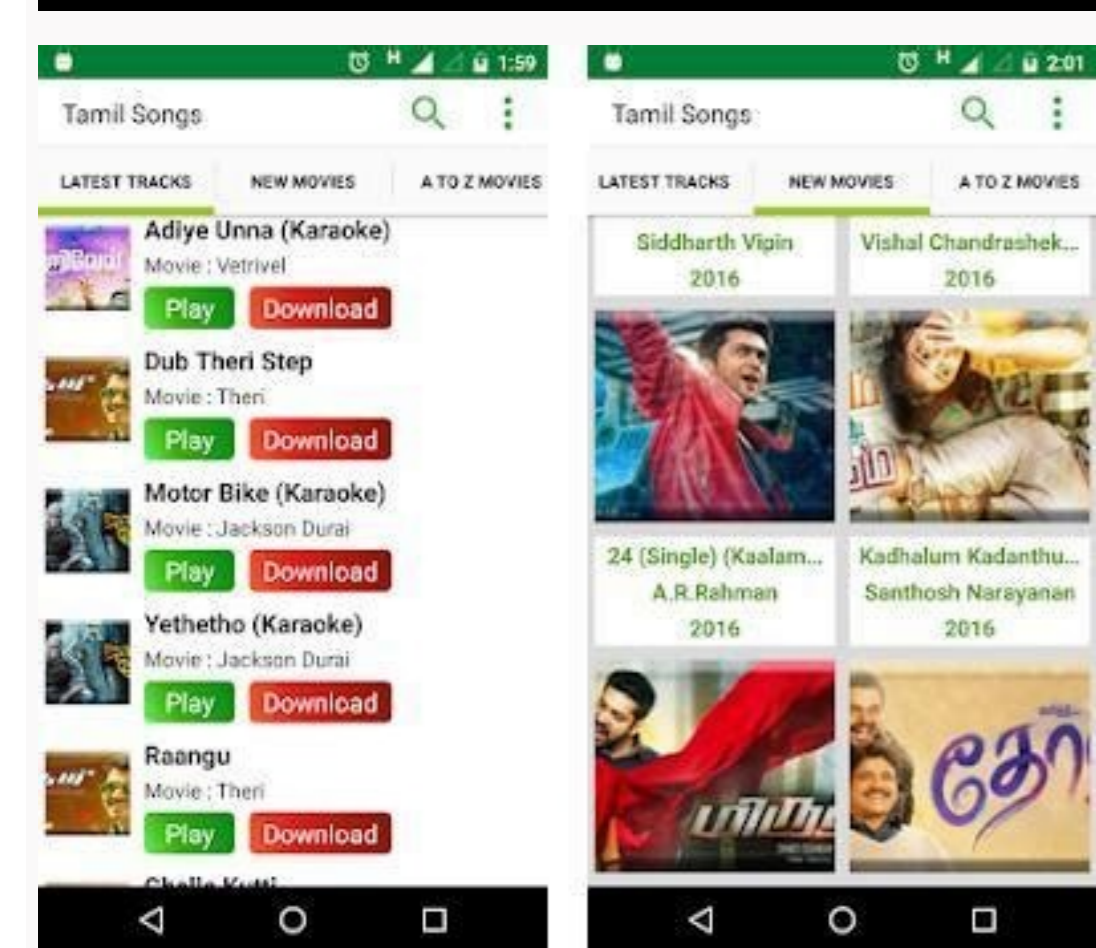 H 1:59
Tamil Songs
LATEST TRACKS NEW MOVIES A TO Z MOVIES
Adiye Unna (Karaoke)
Movie : Vetrivel
Play Download
Dub Theri Step
Movie : Theri
Play Download
Motor Bike (Karaoke)
Movie : Jackson Durai
Play Download
Yethetho (Karaoke)
Movie : Jackson Durai
Play Download
Raangu
Movie : Theri
Play Download
Chella Kutti
H 2:01
Tamil Songs
LATEST TRACKS NEW MOVIES A TO Z MOVIES
Siddharth Vipin Vishal Chandrashek...
2016 2016
24 (Single) (Kaalam... Kadhalum Kadanthu...
A.R.Rahman Santhosh Narayanan
2016 2016
தோ